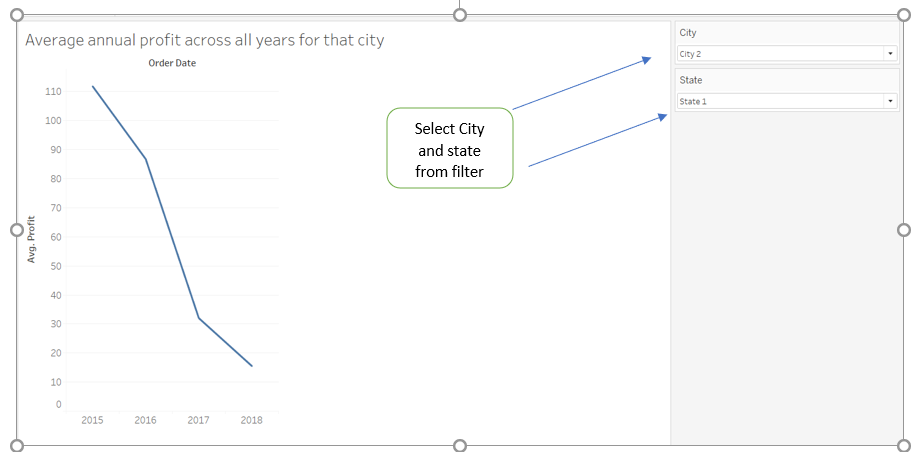 Average annual profit across all years for that city
Order Date
Avg. Profit
110
100
90
80
70
60
50
40
30
20
10
0
2015 2016 2017 2018
Select City
and state
from filter
City
City 2
State
State 1